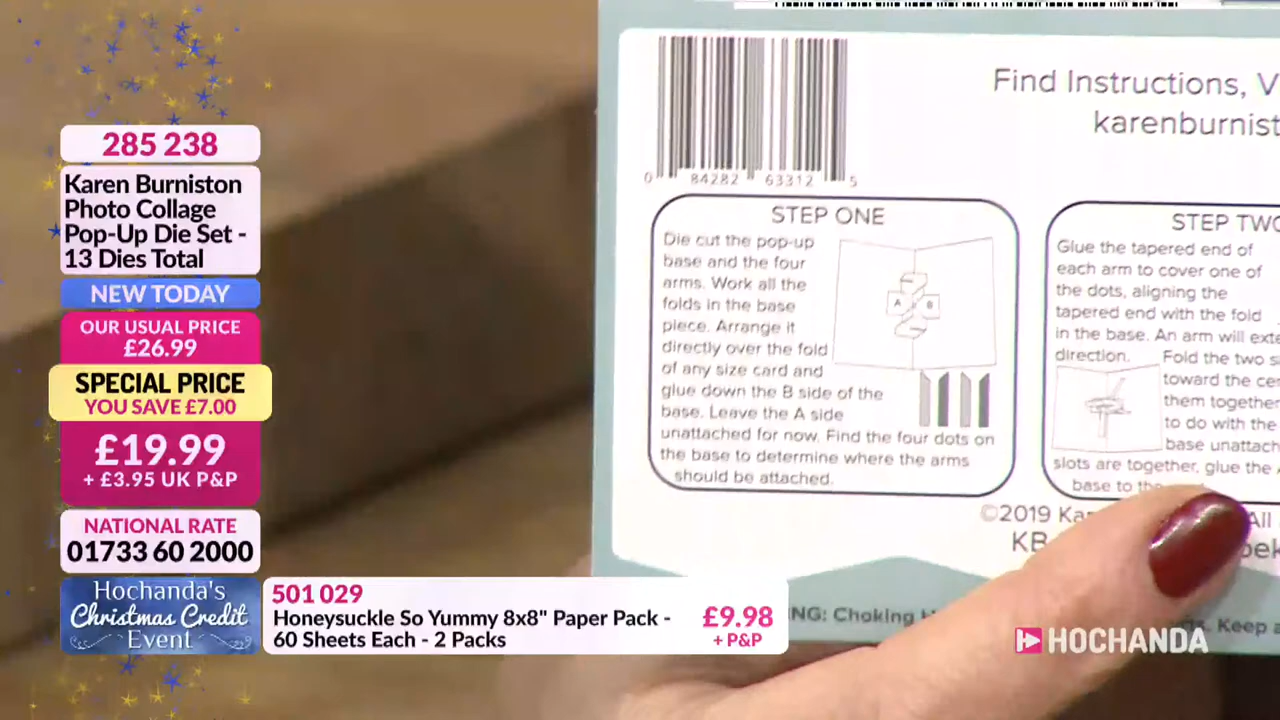 285 238
Karen Burniston
Photo Collage
Pop-Up Die Set -
13 Dies Total
NEW TODAY
OUR USUAL PRICE
£26.99
SPECIAL PRICE
YOU SAVE £7.00
£19.99
+ £3.95 UK P&P
NATIONAL RATE
01733 60 2000
Hochanda's
Christmas Credit
Event
501 029
Honeysuckle So Yummy 8x8" Paper Pack -
60 Sheets Each - 2 Packs
£9.98
+ P&P
0 84282 63312 5
Find Instructions, V
karenburnist
STEP ONE
Die cut the pop-up
base and the four
arms. Work all the
folds in the base
piece. Arrange it
directly over the fold
of any size card and
glue down the B side of the
base. Leave the A side
unattached for now. Find the four dots on
the base to determine where the arms
should be attached.
A B
STEP TWO
Glue the tapered end of
each arm to cover one of
the dots, aligning the
tapered end with the fold
in the base. An arm will exte
direction. Fold the two s
toward the cer
them together
to do with the
base unattach
slots are together, glue the
base to the
©2019 Kar All
KB
NG: Choking
Keep a
HOCHANDA